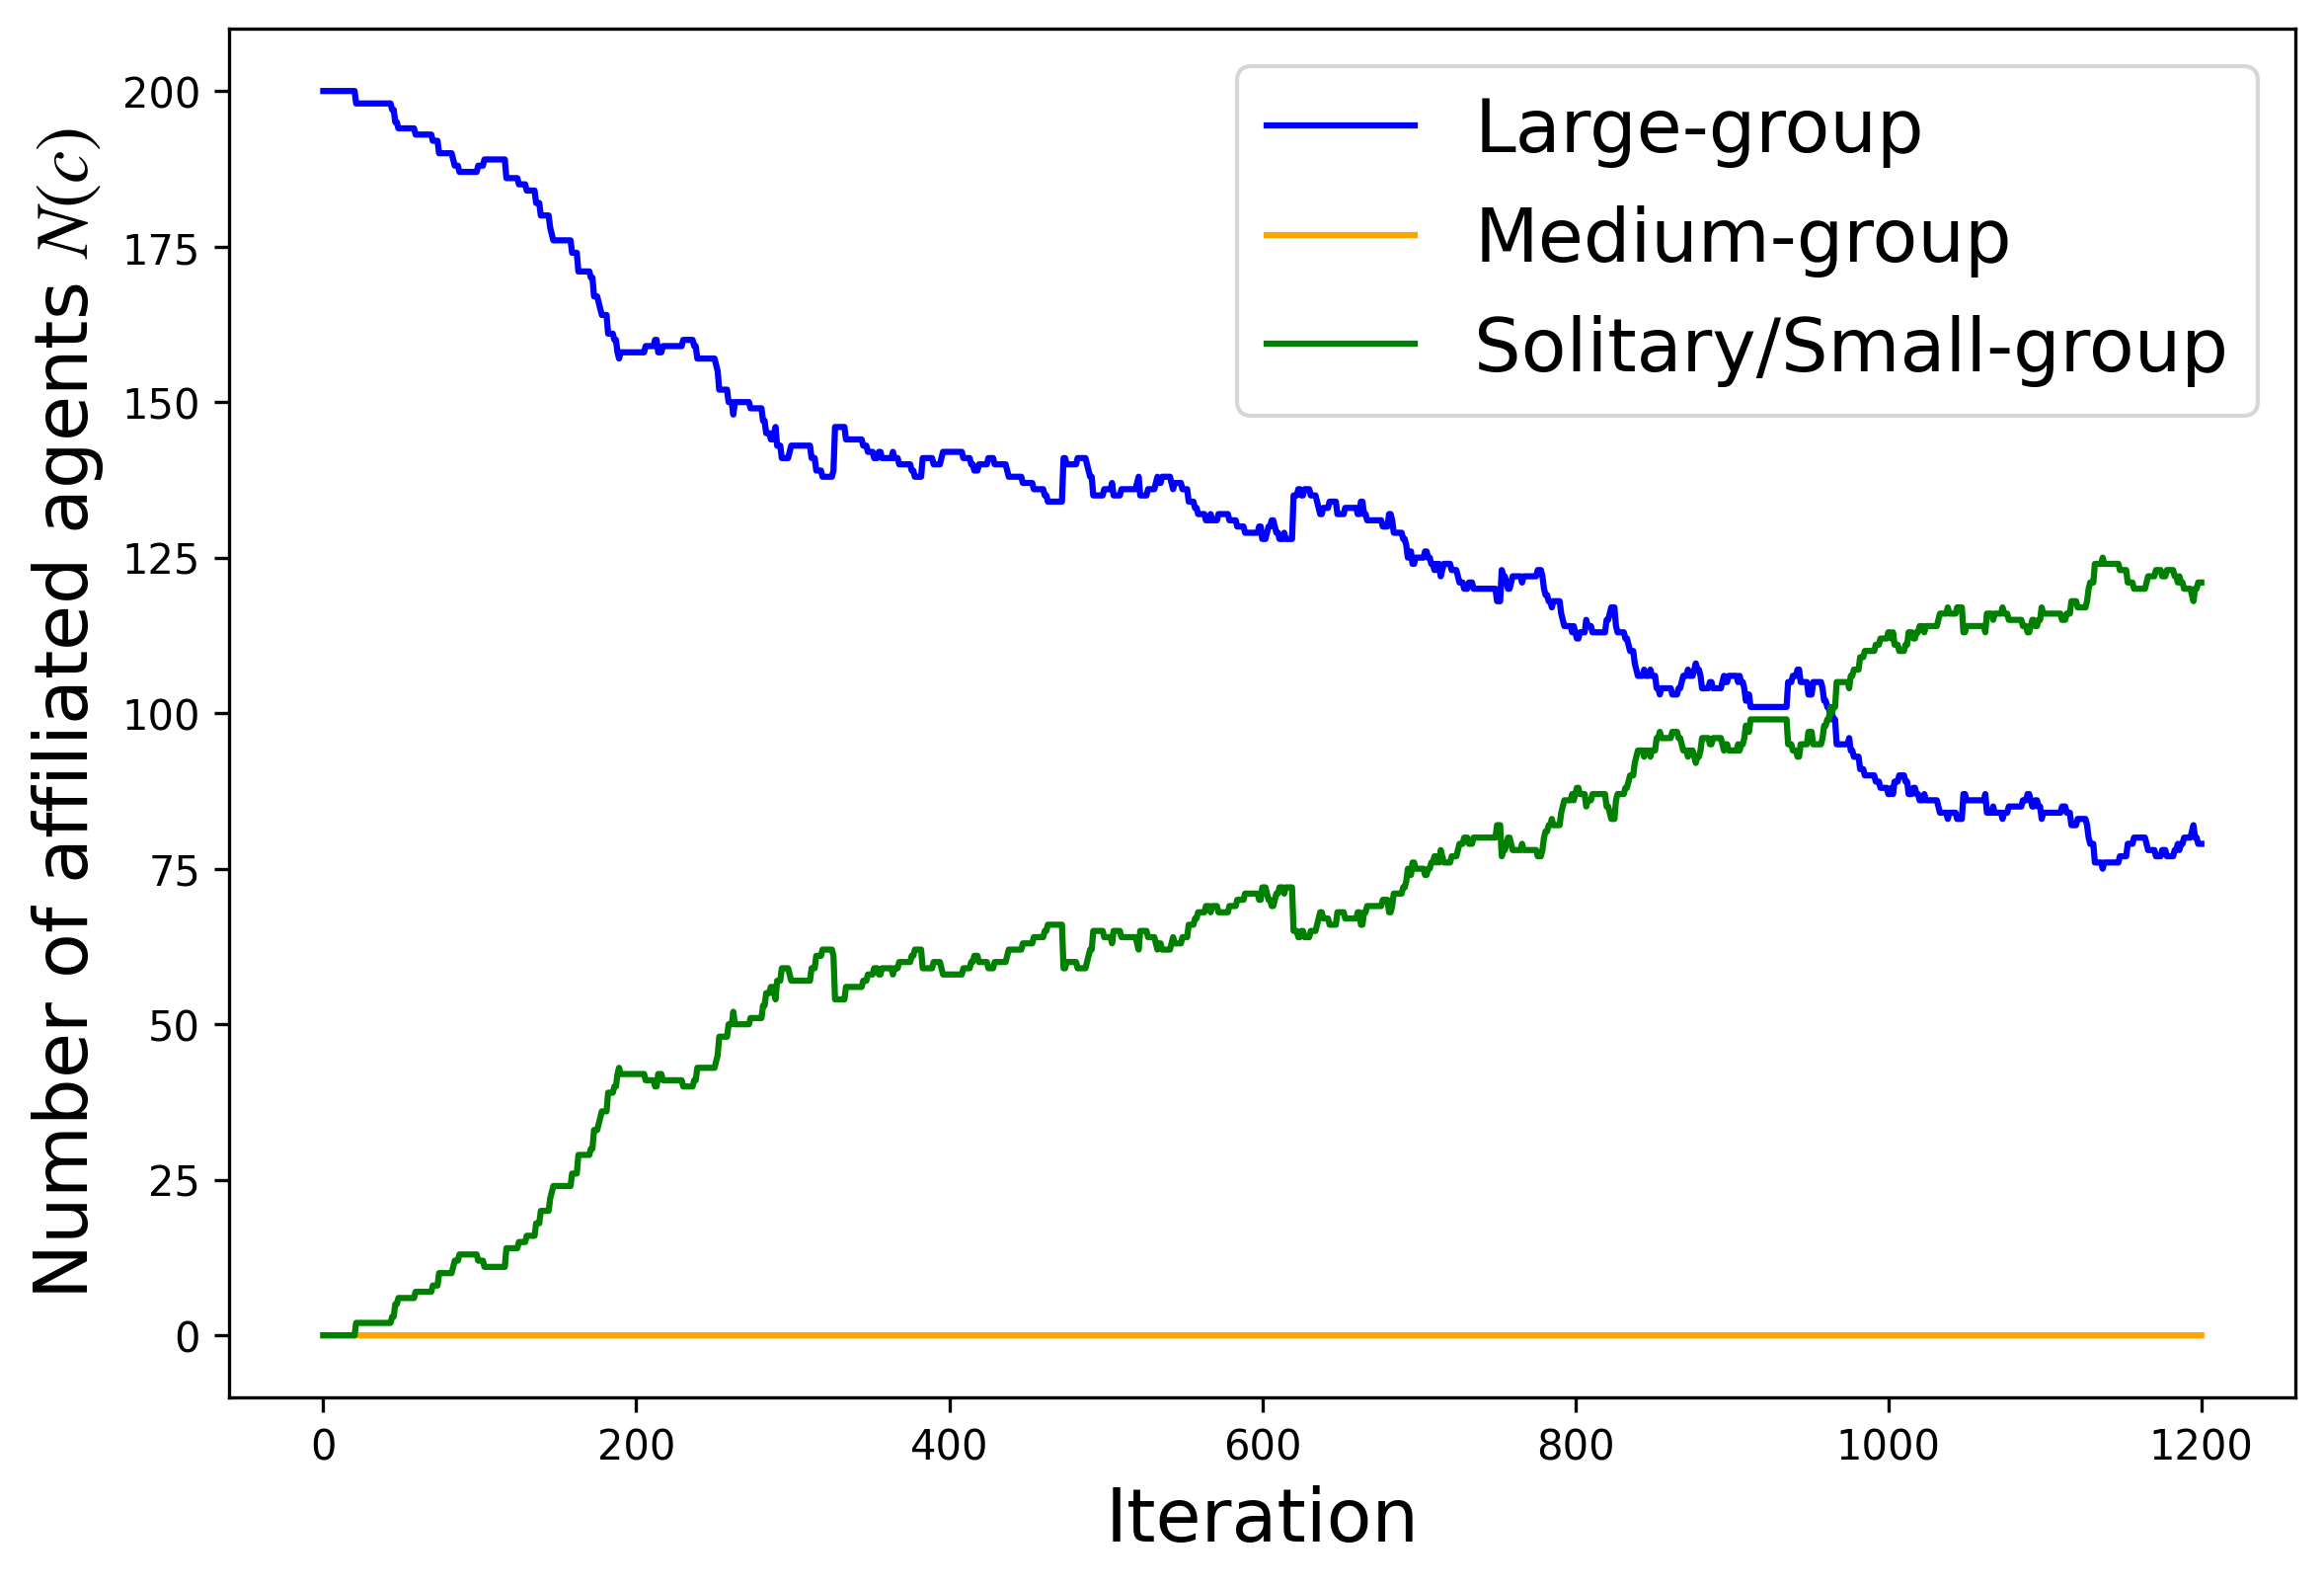 Number of affiliated agents N(c)
200
175
150
125
100
75
50
25
0
Large-group
Medium-group
Solitary/Small-group
0 200 400 600 800 1000 1200
Iteration